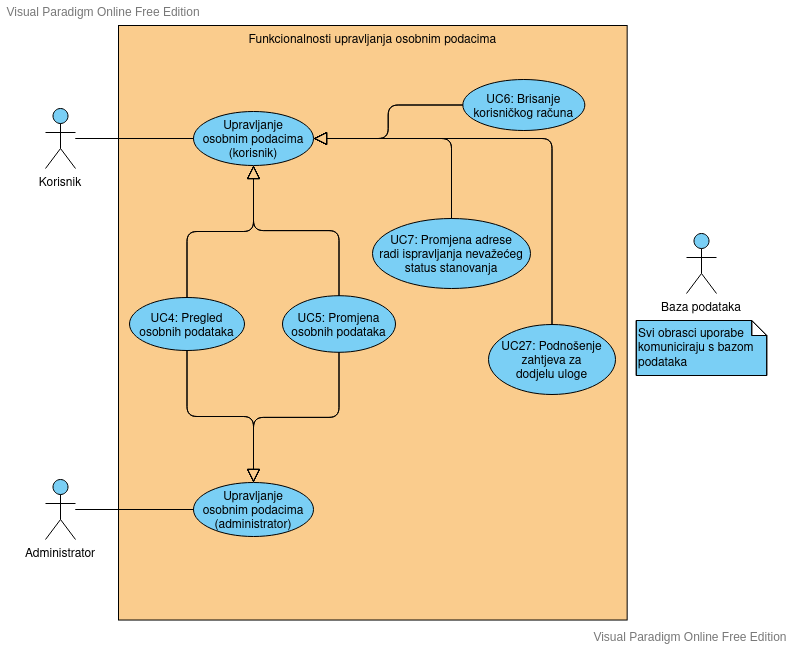 Visual Paradigm Online Free Edition
Funkcionalnosti upravljanja osobnim podacima
UC6: Brisanje
korisničkog računa
Upravljanje
osobnim podacima
(korisnik)
Korisnik
UC7: Promjena adrese
radi ispravljanja nevažećeg
status stanovanja
Baza podataka
UC4: Pregled
osobnih podataka
UC5: Promjena
osobnih podataka
Svi obrasci uporabe
komuniciraju s bazom
podataka
UC27: Podnošenje
zahtjeva za
dodjelu uloge
Upravljanje
osobnim podacima
(administrator)
Administrator
Visual Paradigm Online Free Edition